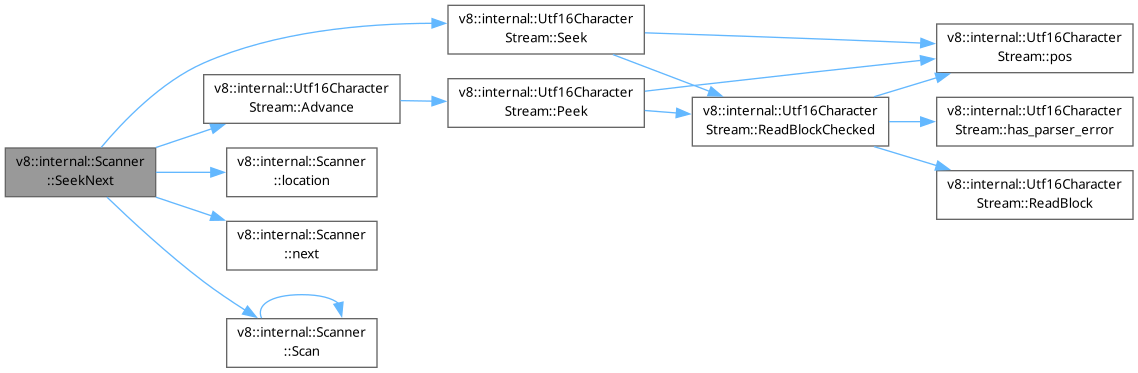 v8::internal::Scanner
::SeekNext
v8::internal::Utf16Character
Stream::Advance
v8::internal::Scanner
::location
v8::internal::Scanner
::next
v8::internal::Scanner
::Scan
v8::internal::Utf16Character
Stream::Seek
v8::internal::Utf16Character
Stream::Peek
v8::internal::Utf16Character
Stream::ReadBlockChecked
v8::internal::Utf16Character
Stream::pos
v8::internal::Utf16Character
Stream::has_parser_error
v8::internal::Utf16Character
Stream::ReadBlock